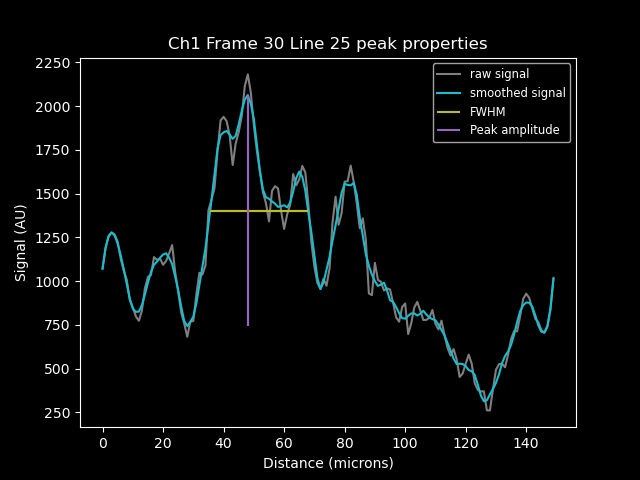 Ch1 Frame 30 Line 25 peak properties
raw signal
smoothed signal
FWHM
Peak amplitude
Signal (AU)
2250
2000
1750
1500
1250
1000
750
500
250
0 20 40 60 80 100 120 140
Distance (microns)